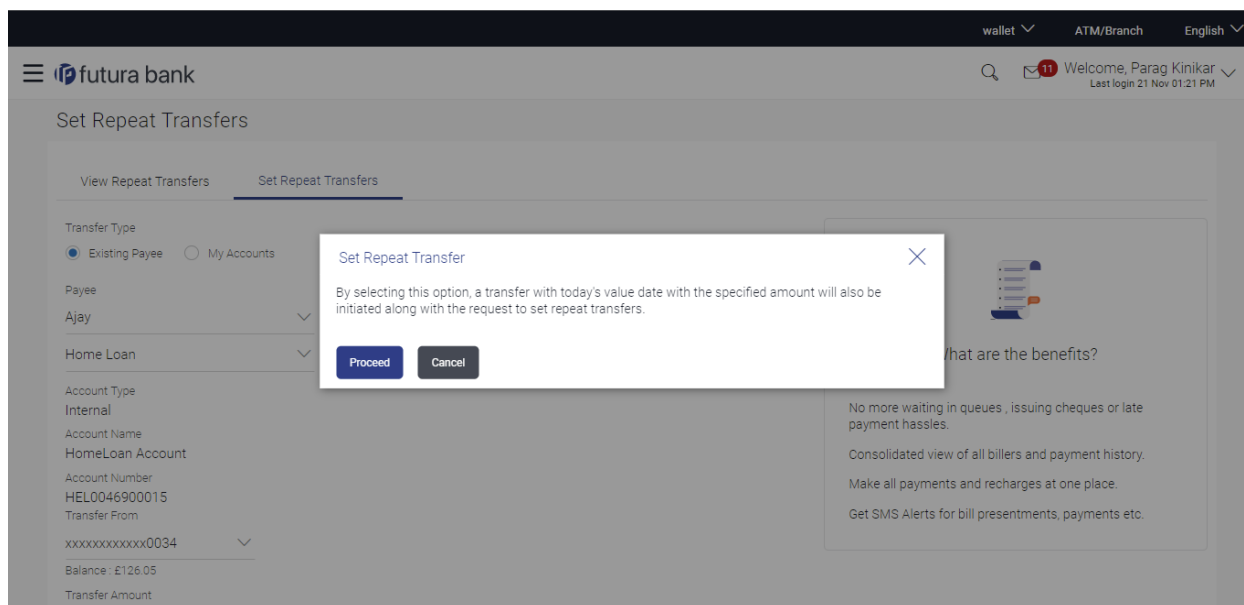 wallet ATM/Branch English
futura bank
11 Welcome, Parag Kinikar
Last login 21 Nov 01:21 PM
Set Repeat Transfers
View Repeat Transfers Set Repeat Transfers
Transfer Type
Existing Payee My Accounts
Payee
Ajay
Home Loan
Account Type
Internal
Account Name
HomeLoan Account
Account Number
HEL0046900015
Transfer From
xxxxxxxxxxxx0034
Balance : £126.05
Transfer Amount
Set Repeat Transfer
By selecting this option, a transfer with today's value date with the specified amount will also be
initiated along with the request to set repeat transfers.
Proceed Cancel
hat are the benefits?
No more waiting in queues , issuing cheques or late
payment hassles.
Consolidated view of all billers and payment history.
Make all payments and recharges at one place.
Get SMS Alerts for bill presentments, payments etc.